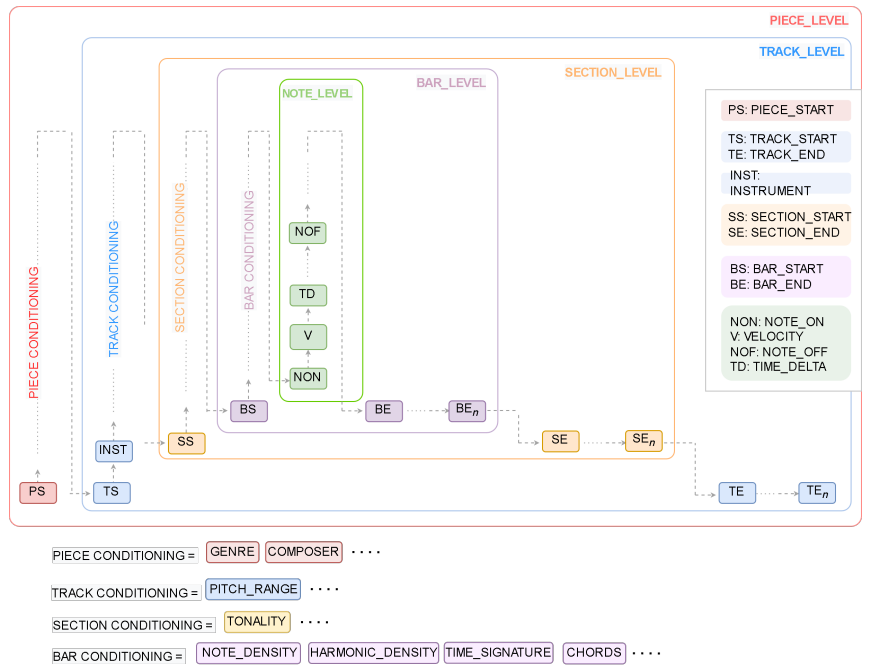 PIECE_LEVEL
TRACK_LEVEL
SECTION_LEVEL
BAR_LEVEL
NOTE_LEVEL
PIECE CONDITIONING
TRACK CONDITIONING
SECTION CONDITIONING
BAR CONDITIONING
NOF
TD
V
NON
BS
BE
BEn
SS
SE
SEn
INST
PS
TS
TE
TEn
PS: PIECE_START
TS: TRACK_START
TE: TRACK_END
INST:
INSTRUMENT
SS: SECTION_START
SE: SECTION_END
BS: BAR_START
BE: BAR_END
NON: NOTE_ON
V: VELOCITY
NOF: NOTE_OFF
TD: TIME_DELTA
PIECE CONDITIONING = GENRE COMPOSER ....
TRACK CONDITIONING = PITCH_RANGE ....
SECTION CONDITIONING = TONALITY ....
BAR CONDITIONING = NOTE_DENSITY HARMONIC_DENSITY TIME_SIGNATURE CHORDS ....